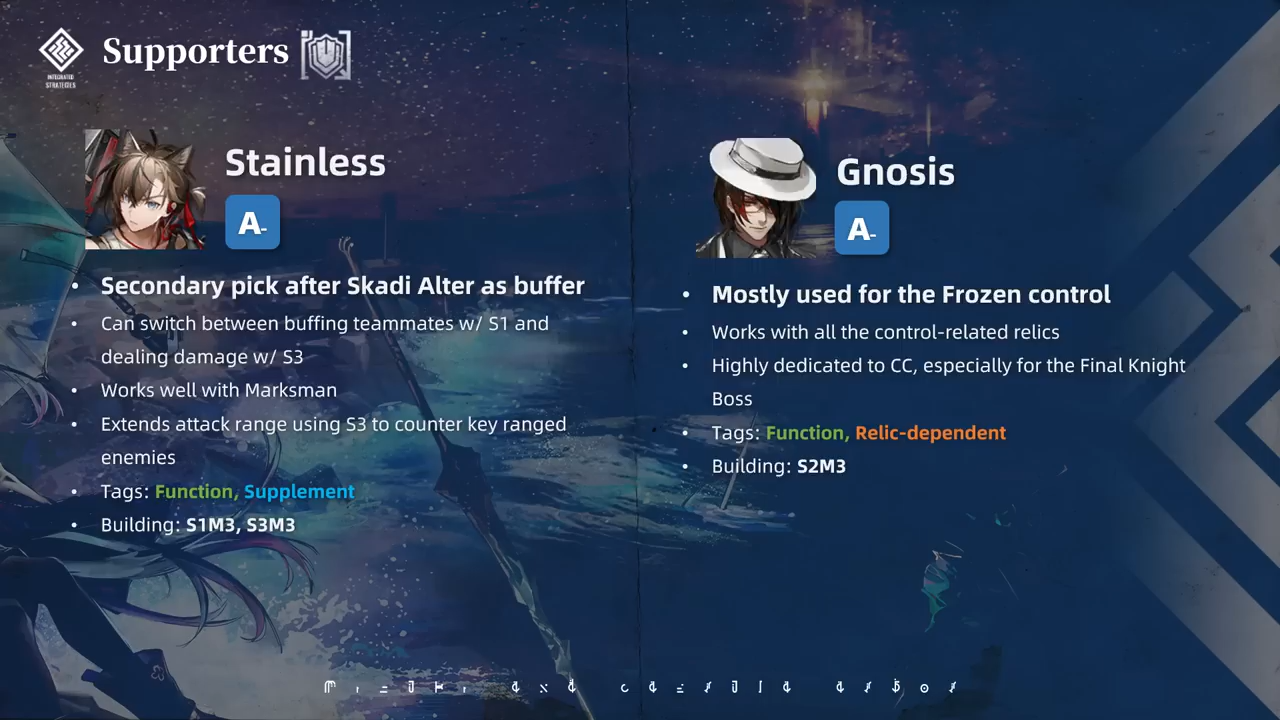 INTEGRATED
STRATEGIES
Supporters
Stainless
A-
• Secondary pick after Skadi Alter as buffer
• Can switch between buffing teammates w/ S1 and
dealing damage w/ S3
• Works well with Marksman
• Extends attack range using S3 to counter key ranged
enemies
• Tags: Function, Supplement
• Building: S1M3, S3M3
Gnosis
A-
• Mostly used for the Frozen control
• Works with all the control-related relics
• Highly dedicated to CC, especially for the Final Knight
Boss
• Tags: Function, Relic-dependent
• Building: S2M3